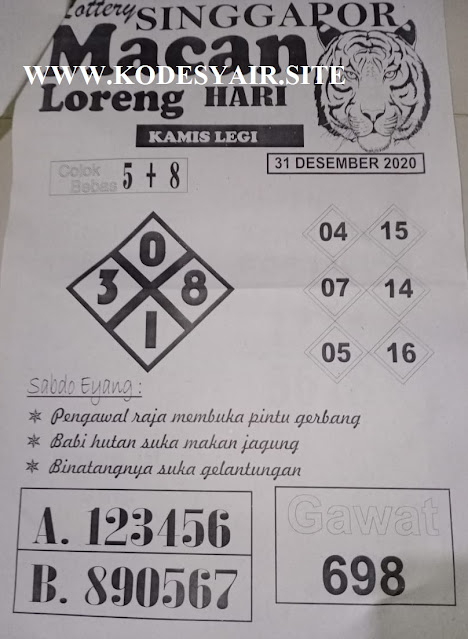 Lottery SINGGAPOR
Macan
WWW.KODESYAIR.SITE
Loreng HARI
KAMIS LEGI
31 DESEMBER 2020
Colok Bebas 5 + 8
04 15
0
3 8
07 14
1
05 16
Sabdo Eyang :
✵ Pengawal raja membuka pintu gerbang
✵ Babi hutan suka makan jagung
✵ Binatangnya suka gelantungan
A. 123456
B. 890567
Gawat
698